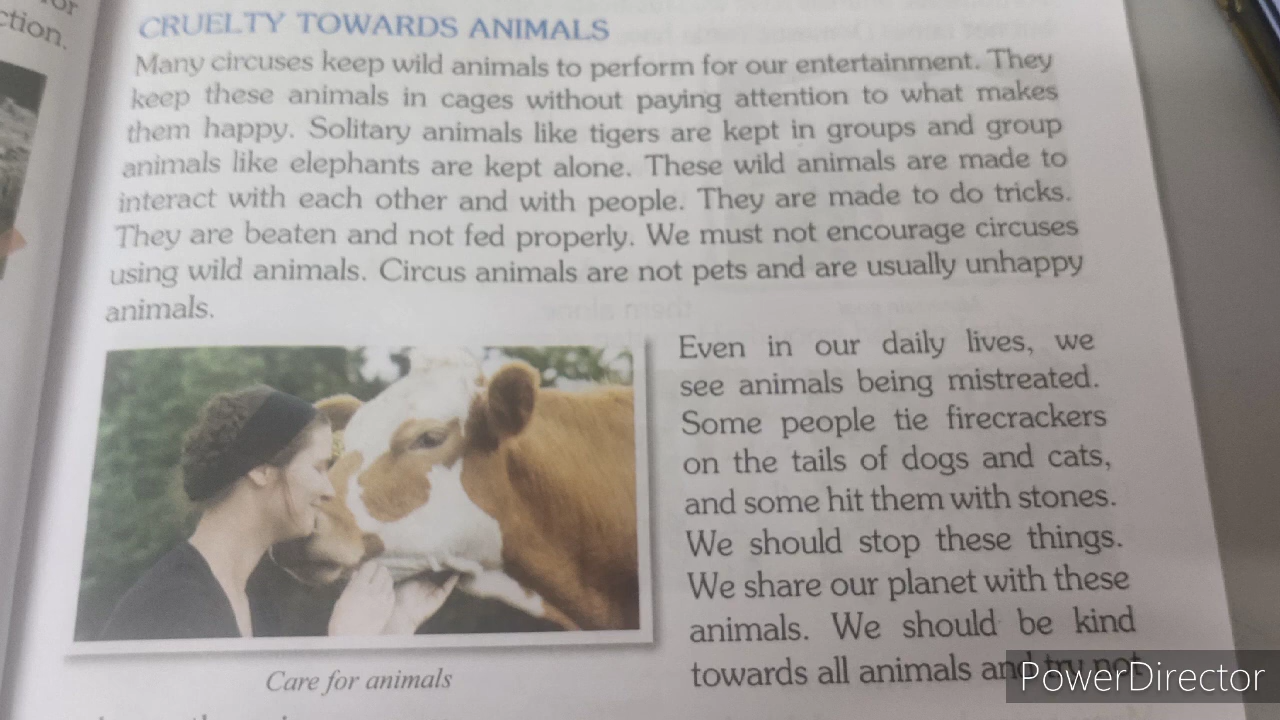 or
ction.
CRUELTY TOWARDS ANIMALS
Many circuses keep wild animals to perform for our entertainment. They
keep these animals in cages without paying attention to what makes
them happy. Solitary animals like tigers are kept in groups and group
animals like elephants are kept alone. These wild animals are made to
interact with each other and with people. They are made to do tricks.
They are beaten and not fed properly. We must not encourage circuses
using wild animals. Circus animals are not pets and are usually unhappy
animals.
Even in our daily lives, we
see animals being mistreated.
Some people tie firecrackers
on the tails of dogs and cats,
and some hit them with stones.
We should stop these things.
We share our planet with these
animals. We should be kind
towards all animals and try not
Care for animals
PowerDirector